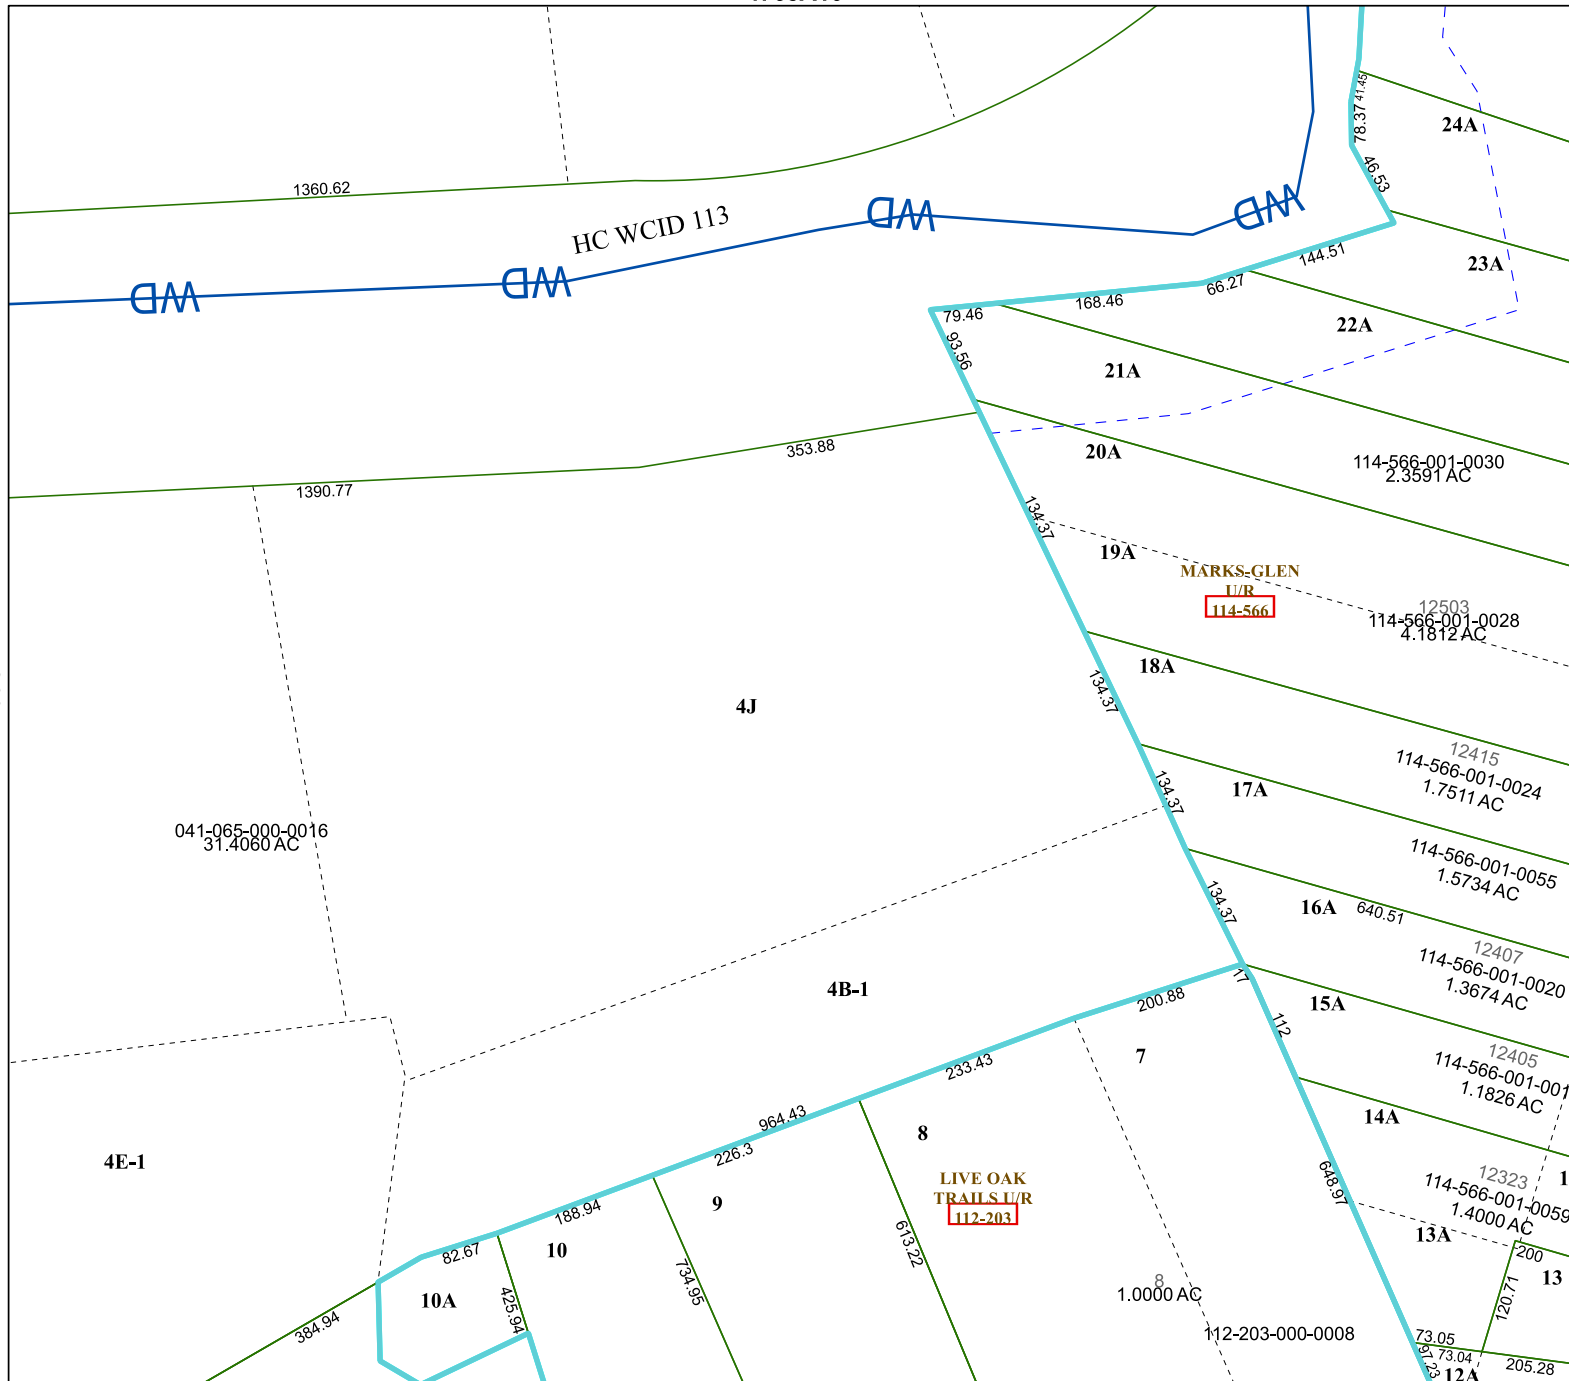 41.45
24A
78.37
46.53
1360.62
HC WCID 113
WD
WD
WD
WD
144.51
23A
66.27
168.46
79.46
22A
93.56
21A
353.88
20A
114-566-001-0030
2.3591 AC
1390.77
134.37
19A
MARKS-GLEN
U/R
114-566
12503
114-566-001-0028
4.1812 AC
18A
134.37
4J
12415
114-566-001-0024
1.7511 AC
17A
134.37
041-065-000-0016
31.4060 AC
114-566-001-0055
1.5734 AC
134.37
16A
640.51
12407
114-566-001-0020
1.3674 AC
4B-1
17
200.88
15A
112
7
233.43
12405
114-566-001-001
1.1826 AC
964.43
226.3
8
14A
4E-1
LIVE OAK
TRAILS U/R
112-203
12323
114-566-001-0059
1.4000 AC
1
648.97
188.94
9
13A
10
82.67
613.22
200
13
734.95
8
1.0000 AC
120.71
10A
425.94
384.94
112-203-000-0008
73.05
73.04
97.23
205.28
12A